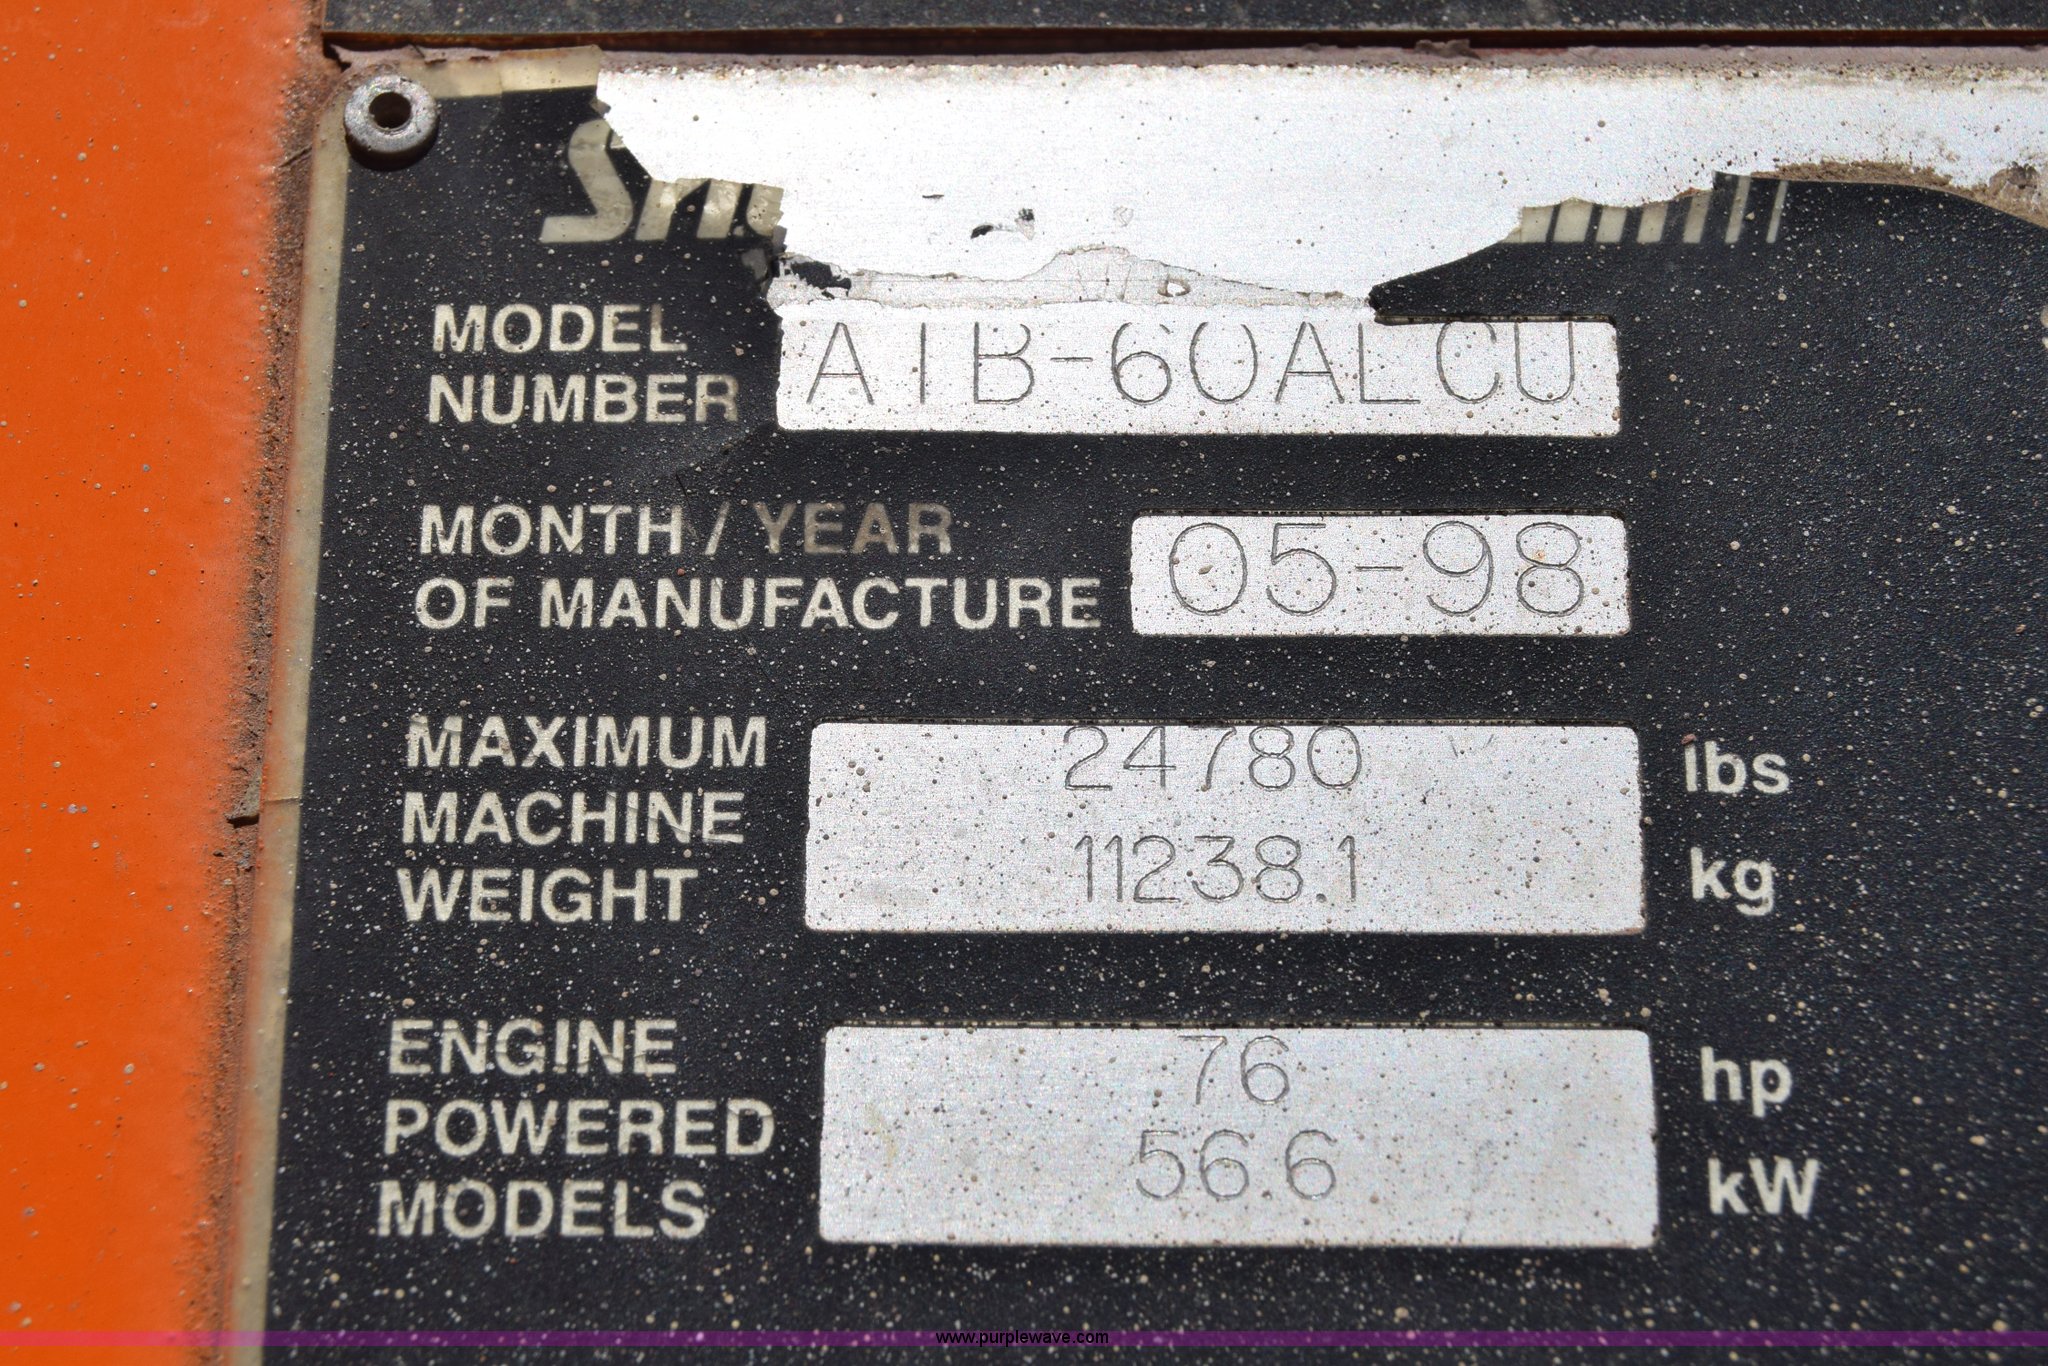 MODEL
NUMBER
ATB-60ALCU
MONTH / YEAR
OF MANUFACTURE
05-98
MAXIMUM
MACHINE
WEIGHT
24780 lbs
11238.1 kg
ENGINE
POWERED
MODELS
76 hp
56.6 kW
www.purplewave.com